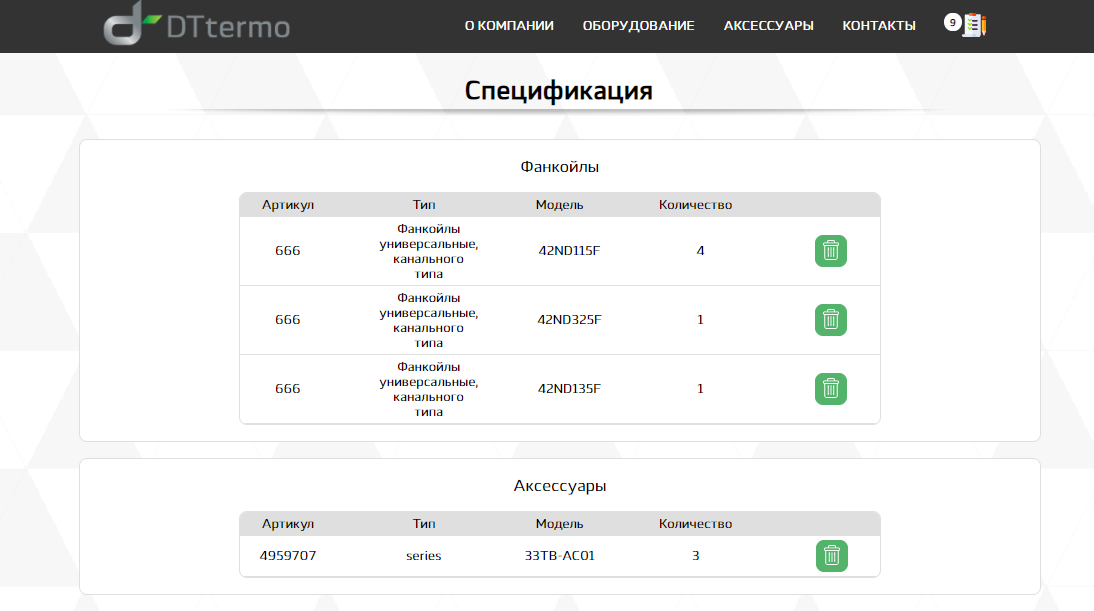 DTtermo
О КОМПАНИИ ОБОРУДОВАНИЕ АКСЕССУАРЫ КОНТАКТЫ 9
Спецификация
Фанкойлы
Артикул Тип Модель Количество
666 Фанкойлы универсальные, канального типа 42ND115F 4
666 Фанкойлы универсальные, канального типа 42ND325F 1
666 Фанкойлы универсальные, канального типа 42ND135F 1
Аксессуары
Артикул Тип Модель Количество
4959707 series 33TB-AC01 3